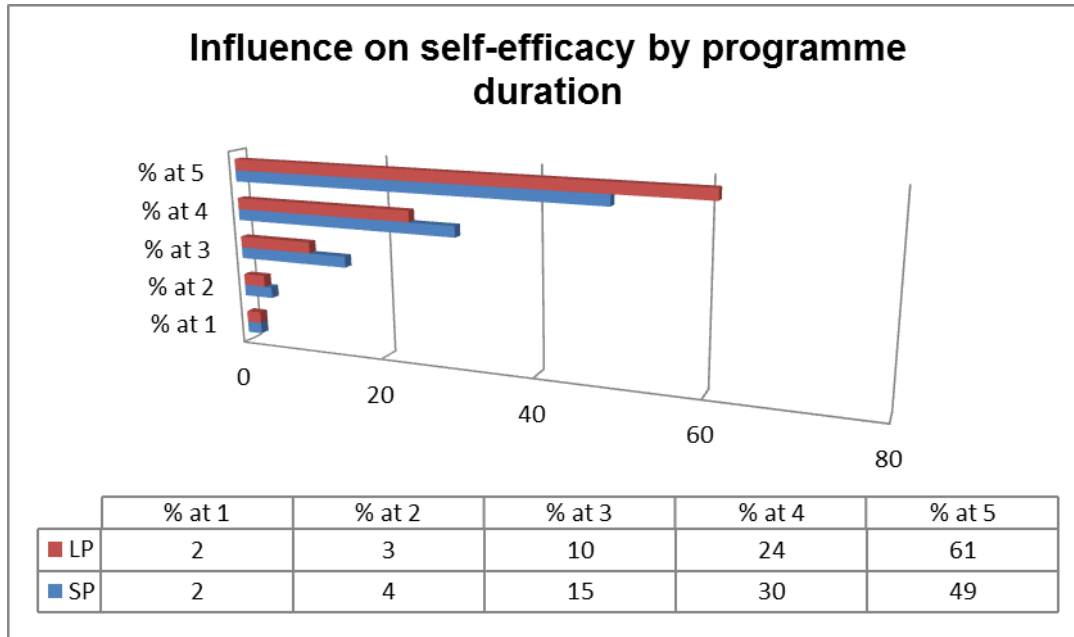 Influence on self-efficacy by programme
duration
% at 5
% at 4
% at 3
% at 2
% at 1
0
20
40
60
80
% at 1 % at 2 % at 3 % at 4 % at 5
LP 2 3 10 24 61
SP 2 4 15 30 49